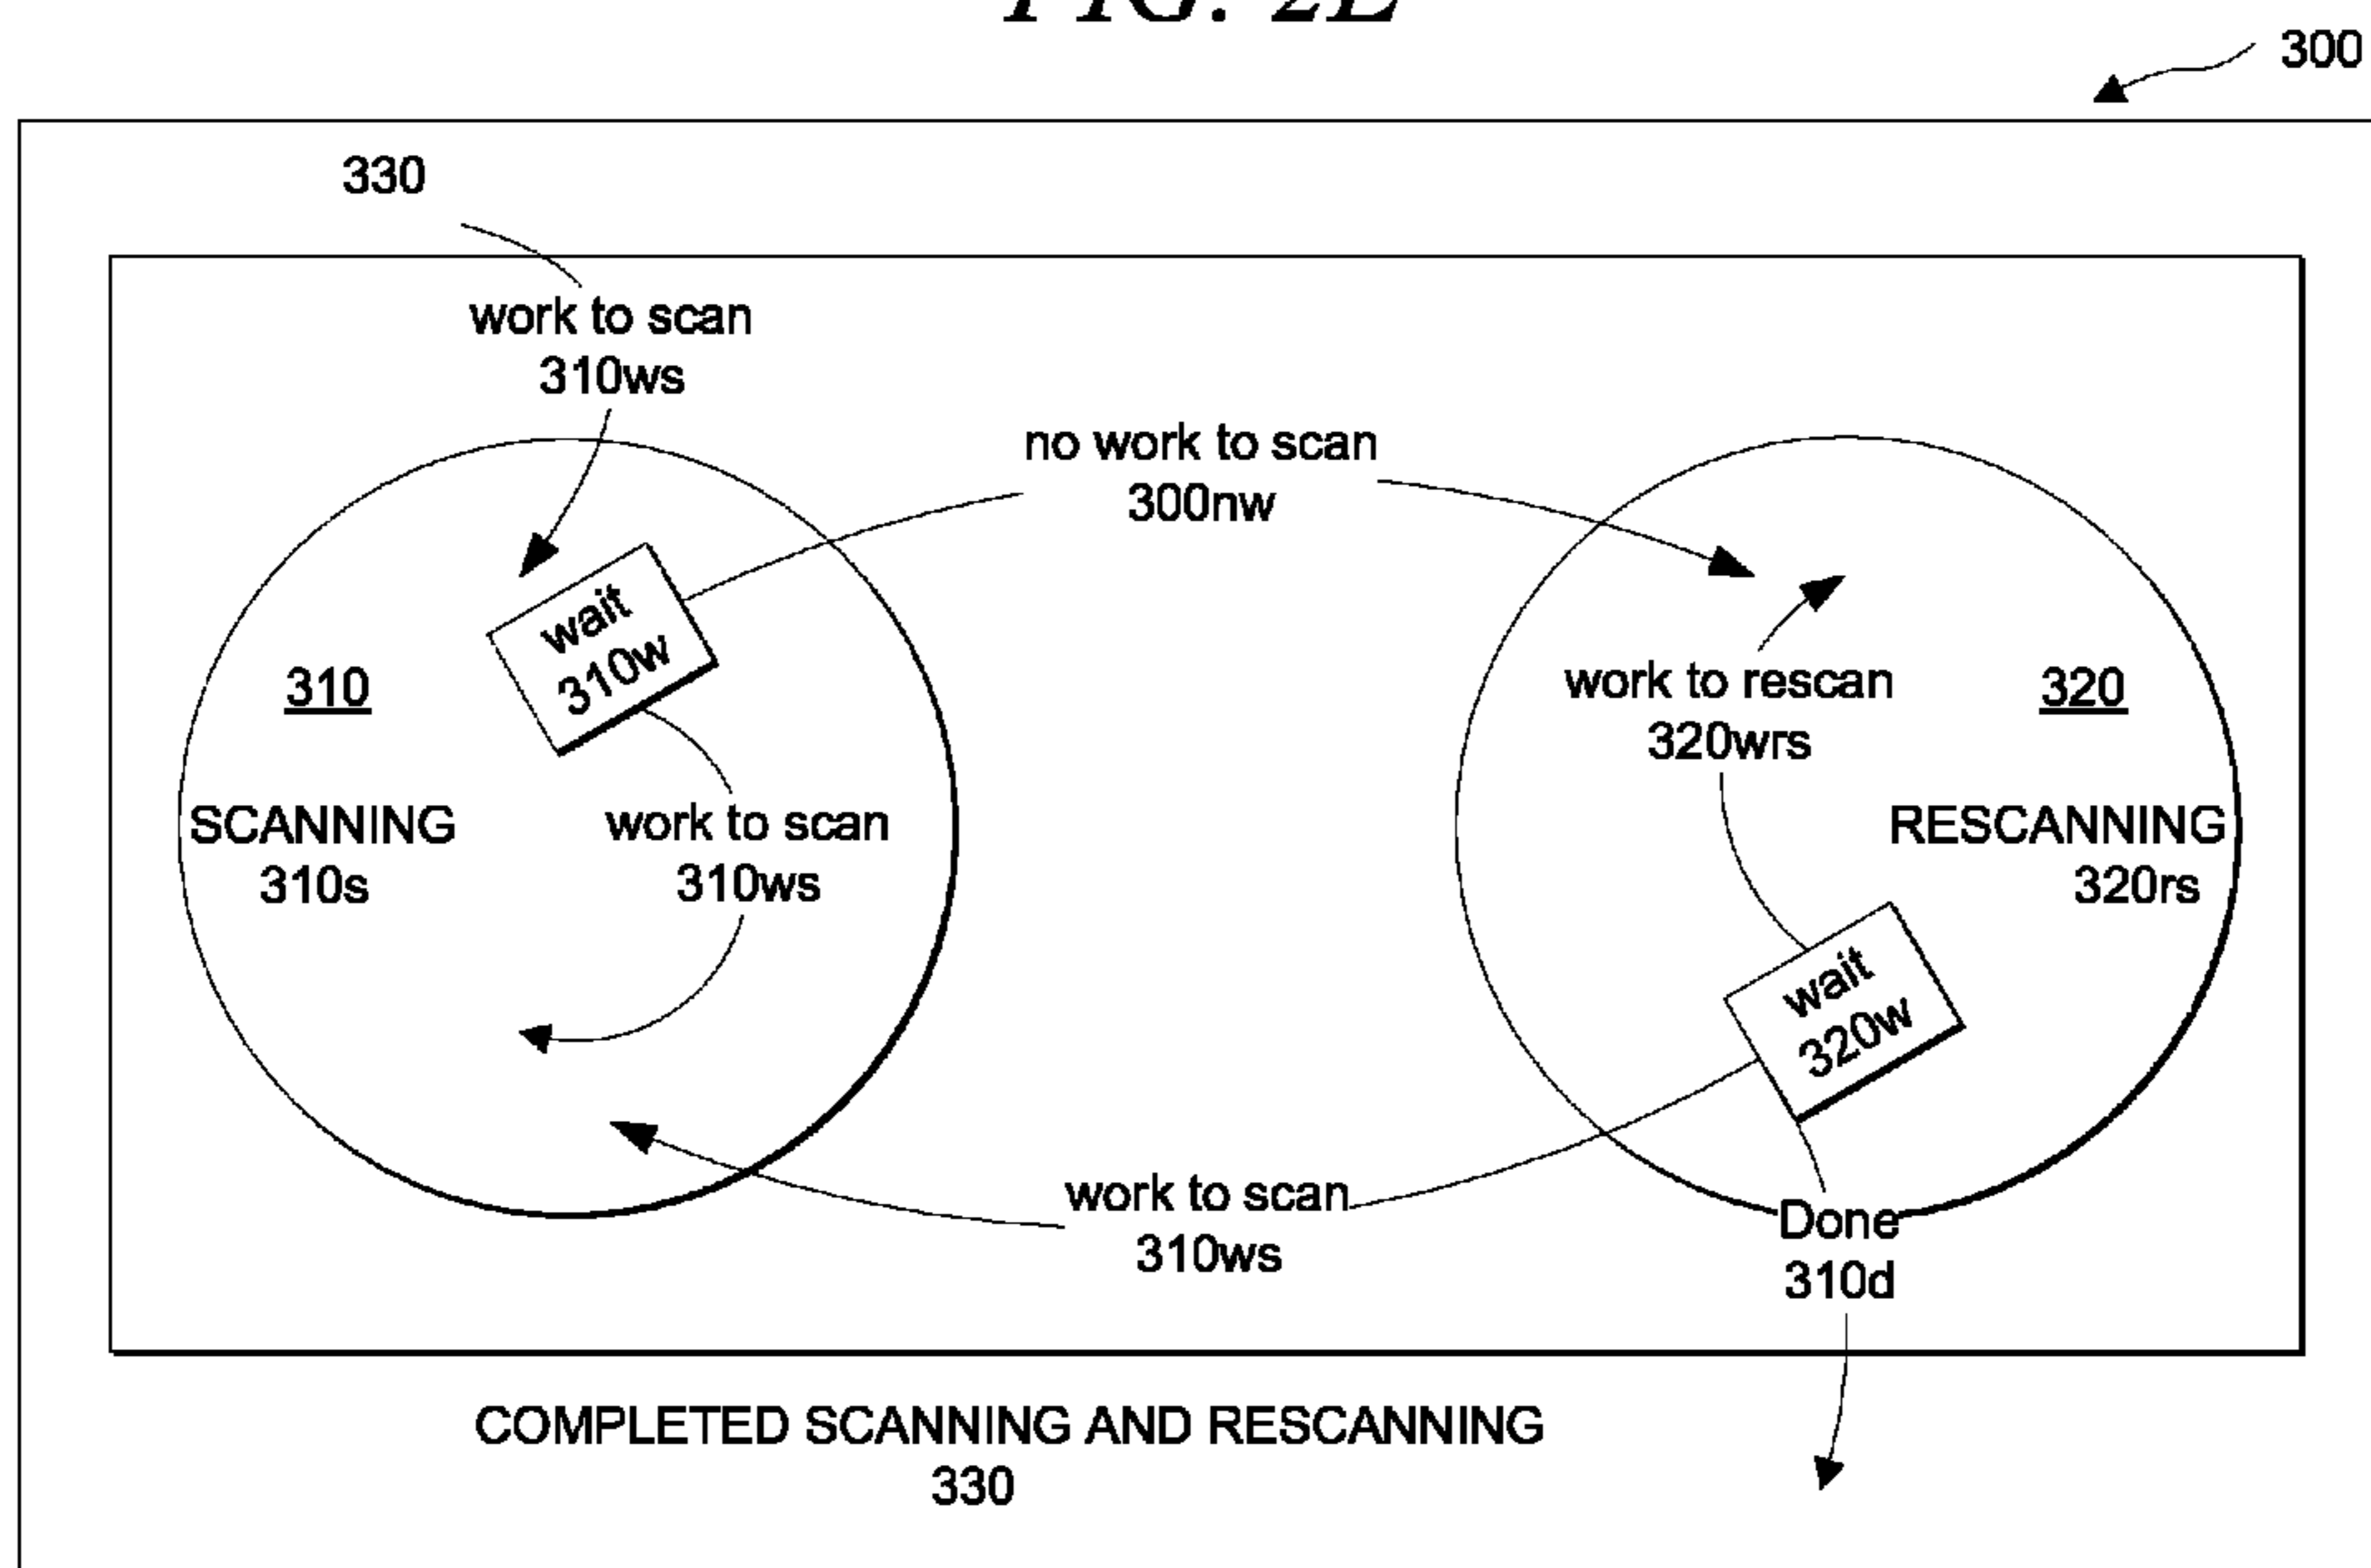 FIG. 2E
300
330
work to scan
310ws
no work to scan
300nw
wait
310w
310
work to rescan
320wrs
320
SCANNING
310s
work to scan
310ws
RESCANNING
320rs
wait
320w
work to scan
310ws
Done
310d
COMPLETED SCANNING AND RESCANNING
330